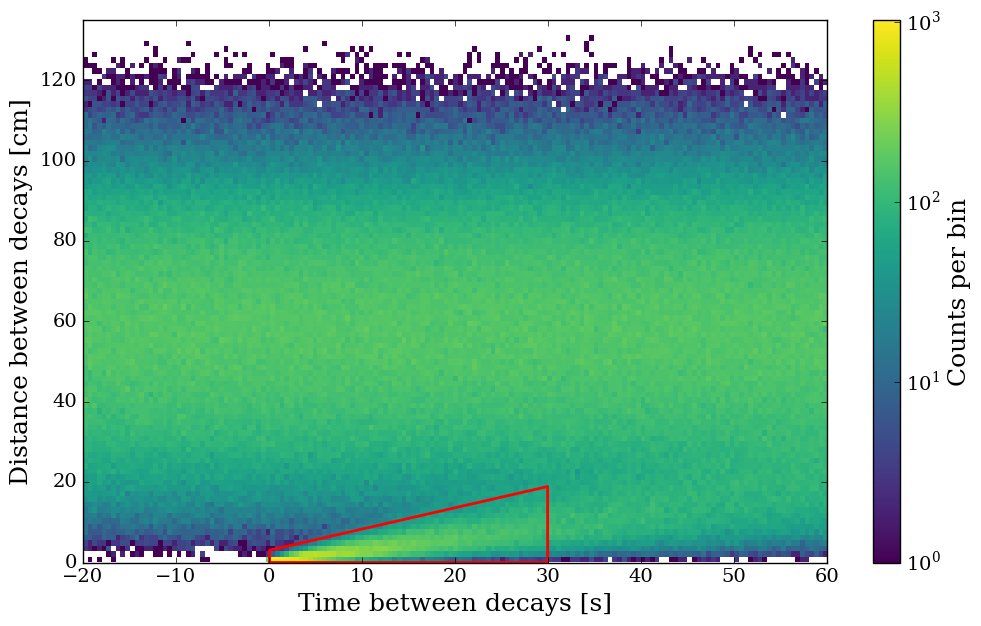 Distance between decays [cm]
120
100
80
60
40
20
0
−20 −10 0 10 20 30 40 50 60
Time between decays [s]
10³
10²
10¹
10⁰
Counts per bin